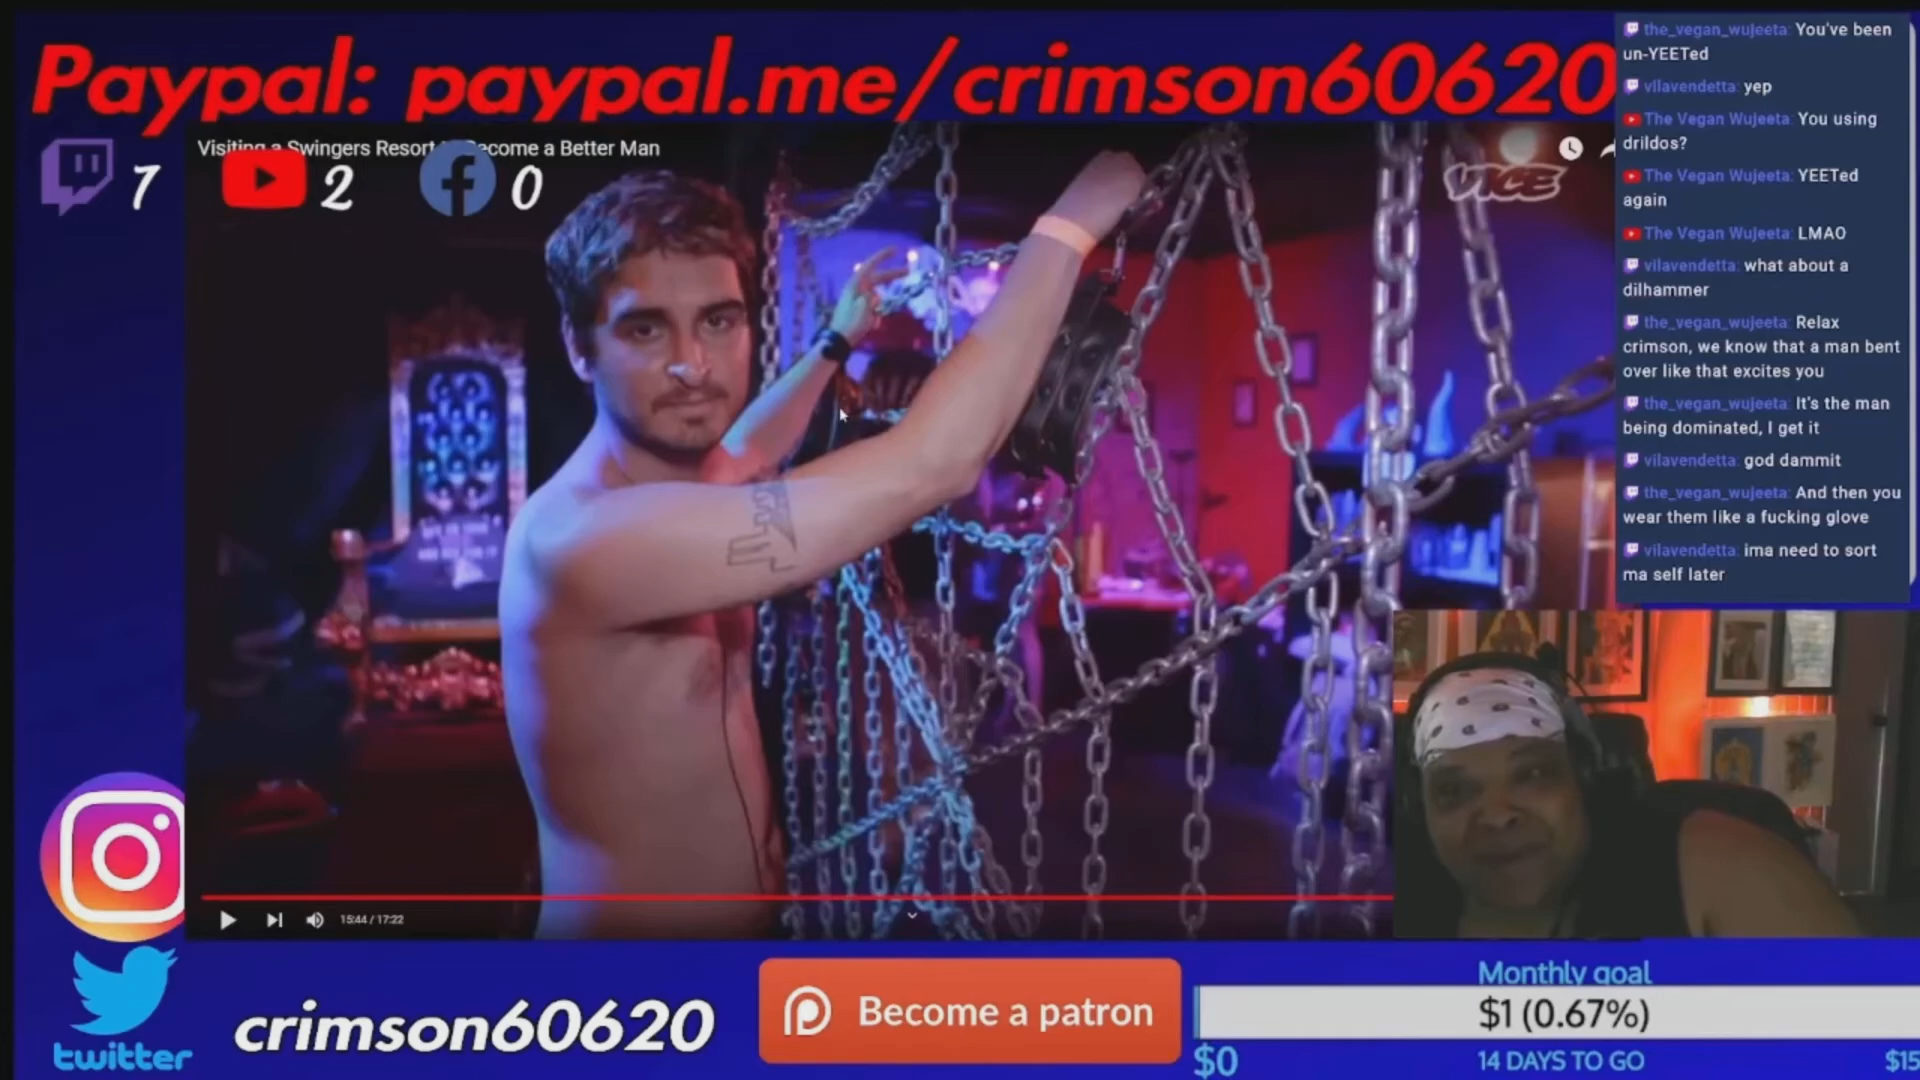 Paypal: paypal.me/crimson60620
Visiting a Swingers Resort Become a Better Man
7
2
0
VICE
the_vegan_wujeeta: You've been
un-YEETed
vilavendetta: yep
The Vegan Wujeeta: You using
drildos?
The Vegan Wujeeta: YEETed
again
The Vegan Wujeeta: LMAO
vilavendetta: what about a
dilhammer
the_vegan_wujeeta: Relax
crimson, we know that a man bent
over like that excites you
the_vegan_wujeeta: It's the man
being dominated, I get it
vilavendetta: god dammit
the_vegan_wujeeta: And then you
wear them like a fucking glove
vilavendetta: ima need to sort
ma self later
15:44 / 17:22
twitter
crimson60620
Become a patron
Monthly goal
$1 (0.67%)
$0
14 DAYS TO GO
$15